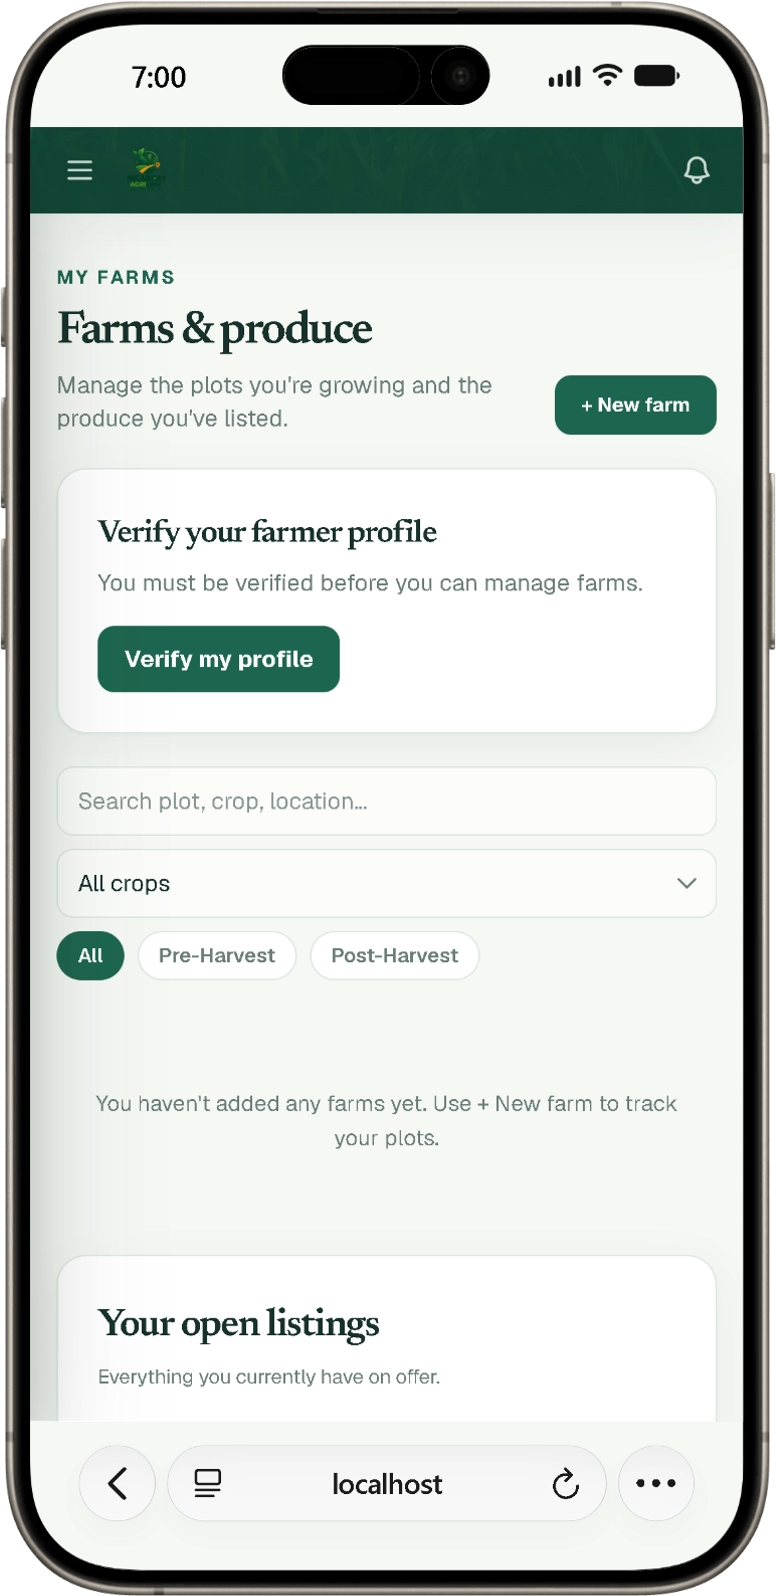 7:00
AGRI
MY FARMS
Farms & produce
Manage the plots you're growing and the
produce you've listed.
+ New farm
Verify your farmer profile
You must be verified before you can manage farms.
Verify my profile
Search plot, crop, location...
All crops
All
Pre-Harvest
Post-Harvest
You haven't added any farms yet. Use + New farm to track
your plots.
Your open listings
Everything you currently have on offer.
localhost